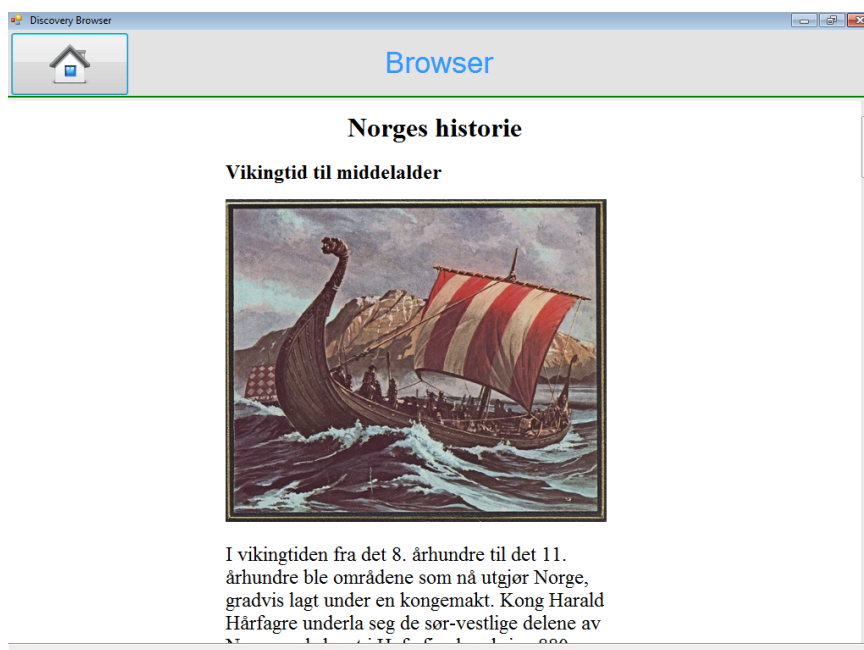 Discovery Browser
Browser
Norges historie
Vikingtid til middelalder
I vikingtiden fra det 8. århundre til det 11.
århundre ble områdene som nå utgjør Norge,
gradvis lagt under en kongemakt. Kong Harald
Hårfagre underla seg de sør-vestlige delene av